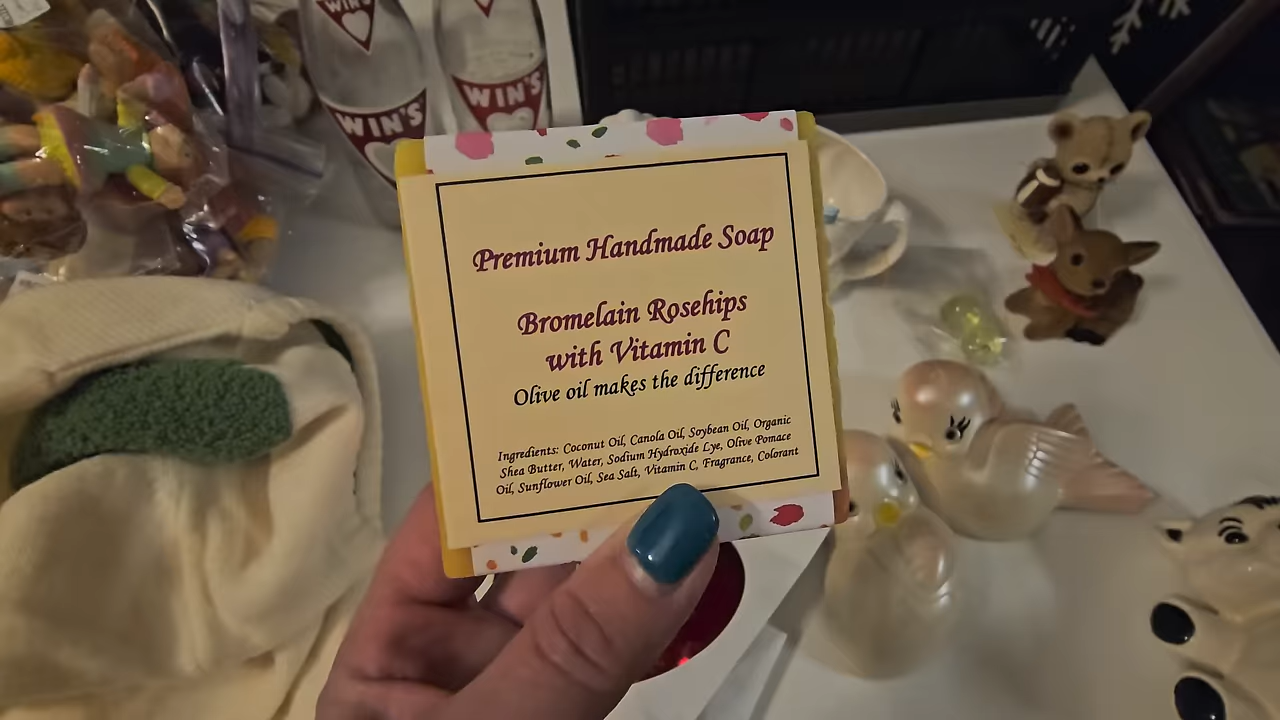 WIN'S
WIN'S
WIN'S
Premium Handmade Soap
Bromelain Rosehips
with Vitamin C
Olive oil makes the difference
Ingredients: Coconut Oil, Canola Oil, Soybean Oil, Organic
Shea Butter, Water, Sodium Hydroxide Lye, Olive Pomace
Oil, Sunflower Oil, Sea Salt, Vitamin C, Fragrance, Colorant